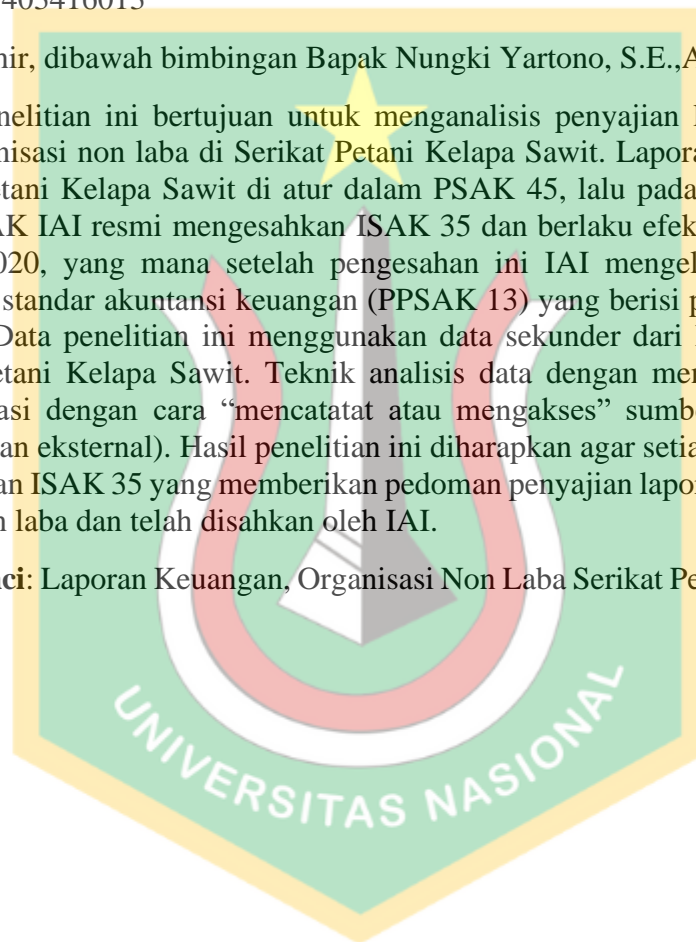 403416015
nir, dibawah bimbingan Bapak Nungki Yartono, S.E.,A
enelitian ini bertujuan untuk menganalisis penyajian
nisasi non laba di Serikat Petani Kelapa Sawit. Lapora
etani Kelapa Sawit di atur dalam PSAK 45, lalu pada
AK IAI resmi mengesahkan ISAK 35 dan berlaku efek
020, yang mana setelah pengesahan ini IAI mengel
standar akuntansi keuangan (PPSAK 13) yang berisi p
Data penelitian ini menggunakan data sekunder dari
etani Kelapa Sawit. Teknik analisis data dengan mer
asi dengan cara “mencatatat atau mengakses” sumbe
an eksternal). Hasil penelitian ini diharapkan agar setia
an ISAK 35 yang memberikan pedoman penyajian lapor
n laba dan telah disahkan oleh IAI.
nci: Laporan Keuangan, Organisasi Non Laba Serikat Pe
UNIVERSITAS NASIONAL